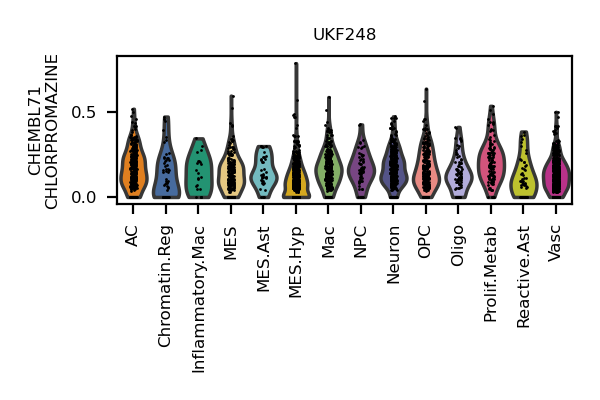 UKF248
CHEMBL71
CHLORPROMAZINE
0.5
0.0
AC
Chromatin.Reg
Inflammatory.Mac
MES
MES.Ast
MES.Hyp
Mac
NPC
Neuron
OPC
Oligo
Prolif.Metab
Reactive.Ast
Vasc